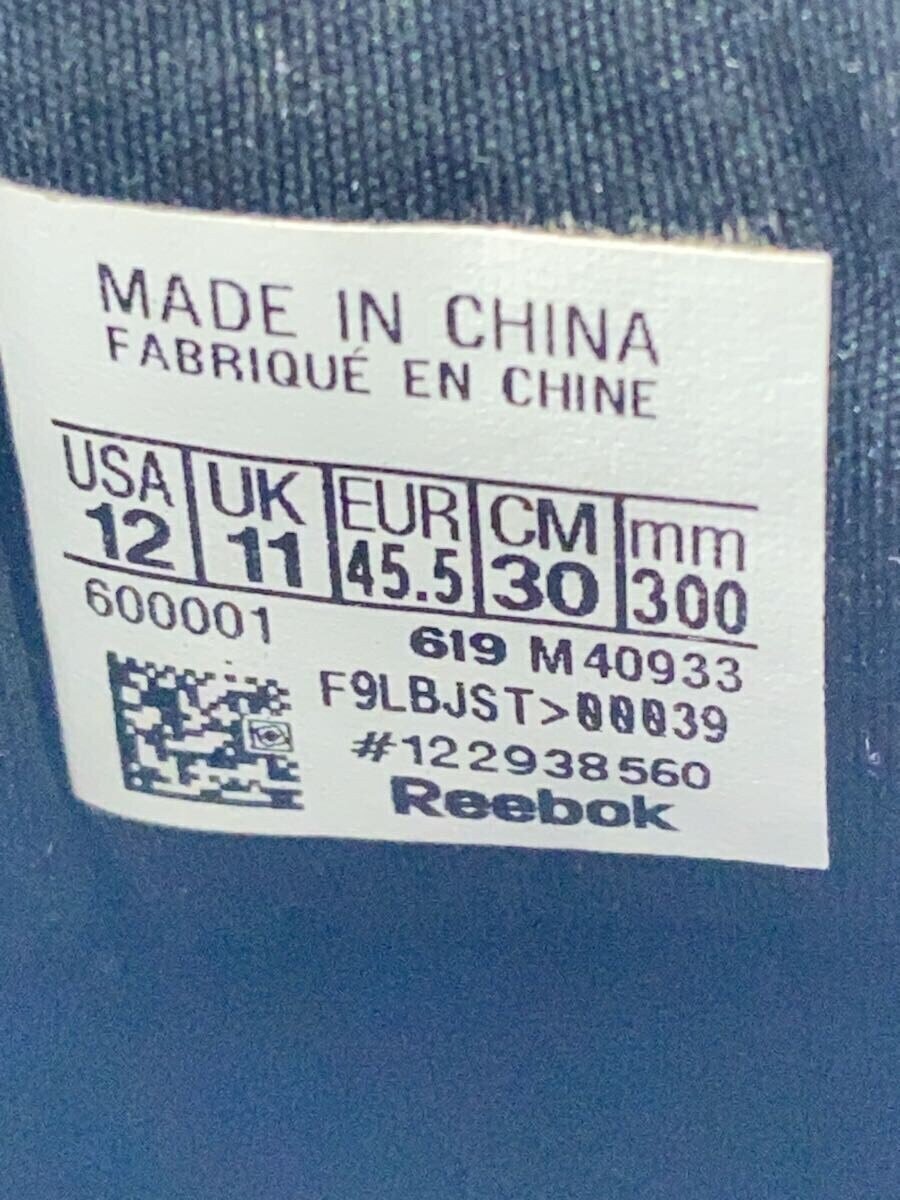 MADE IN CHINA
FABRIQUÉ EN CHINE
USA UK EUR CM mm
12 11 45.5 30 300
600001 619 M40933
F9LBJST>00039
#122938560
Reebok